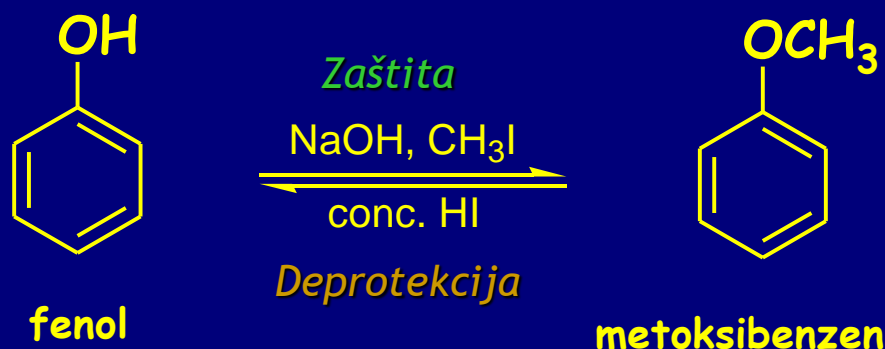 OH
OCH₃
Zaštita
NaOH, CH₃I
conc. HI
Deprotekcija
fenol
metoksibenzen